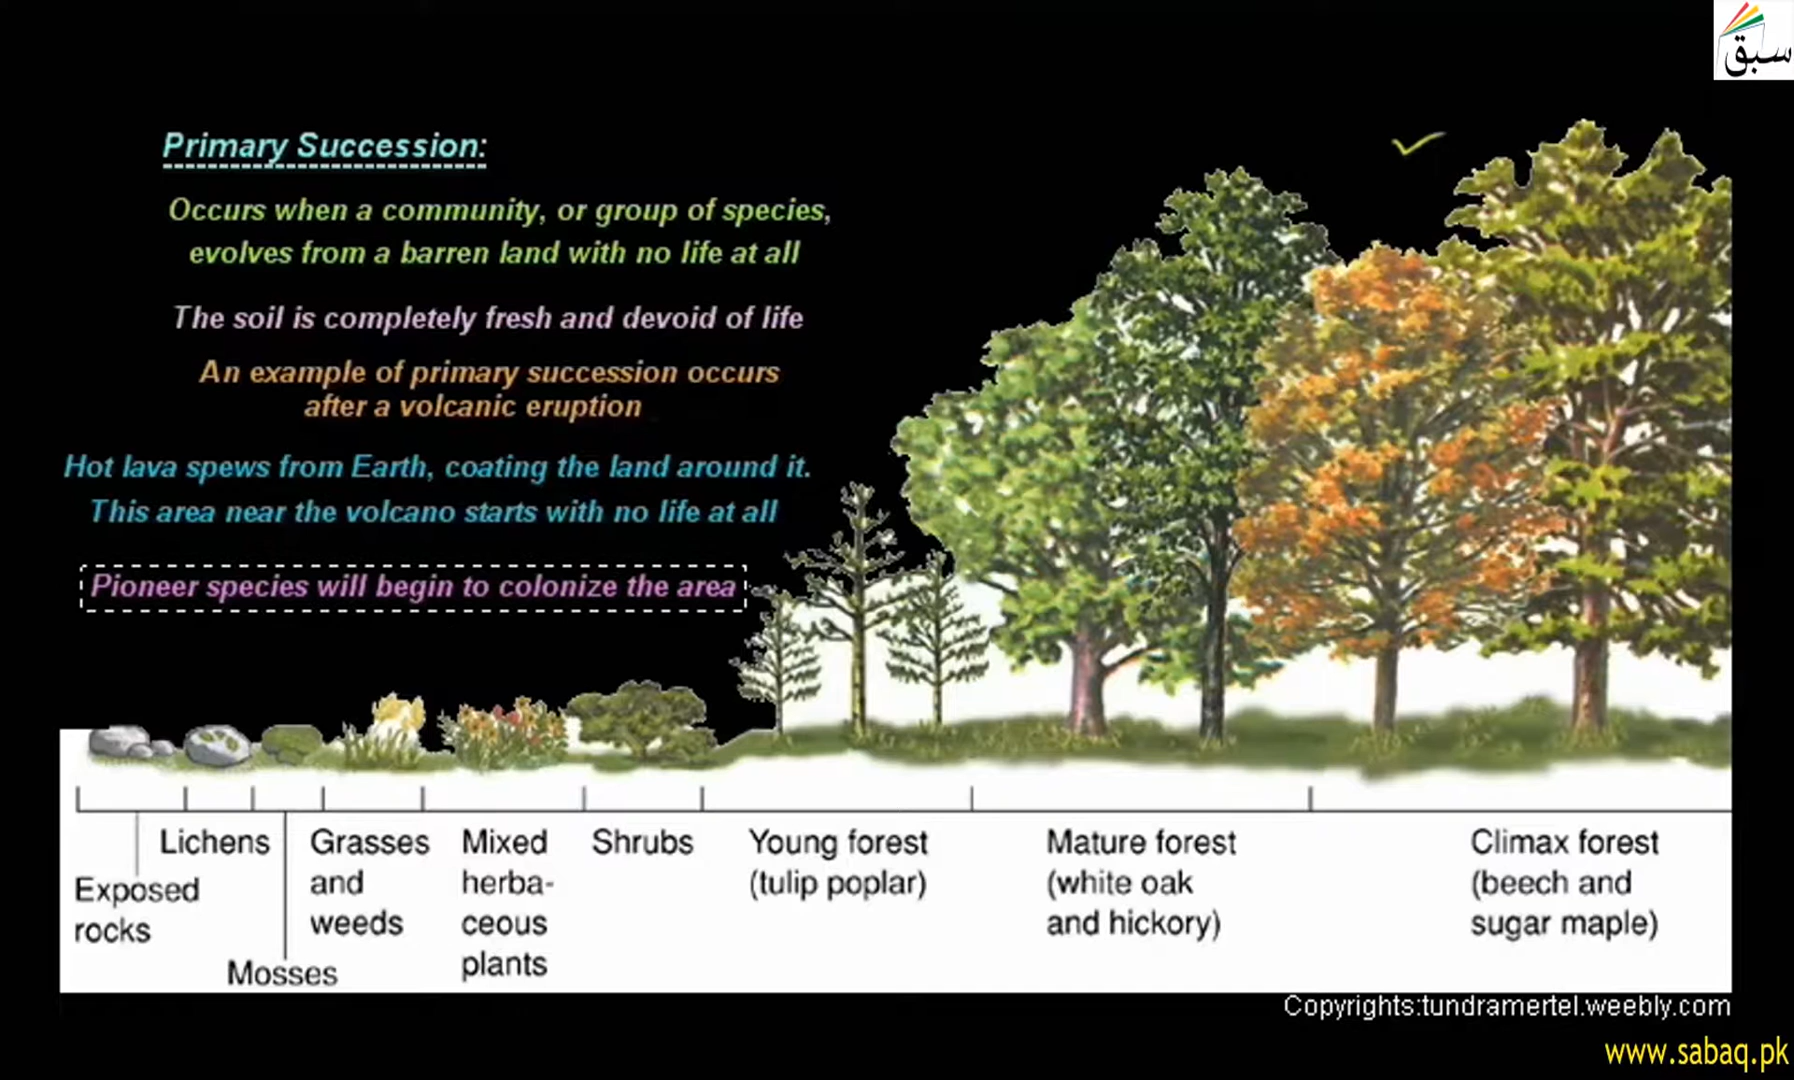 سبق
Primary Succession:
Occurs when a community, or group of species,
evolves from a barren land with no life at all
The soil is completely fresh and devoid of life
An example of primary succession occurs
after a volcanic eruption
Hot lava spews from Earth, coating the land around it.
This area near the volcano starts with no life at all
Pioneer species will begin to colonize the area
Exposed
rocks
Lichens
Mosses
Grasses
and
weeds
Mixed
herba-
ceous
plants
Shrubs
Young forest
(tulip poplar)
Mature forest
(white oak
and hickory)
Climax forest
(beech and
sugar maple)
Copyrights:tundramertel.weebly.com
www.sabaq.pk